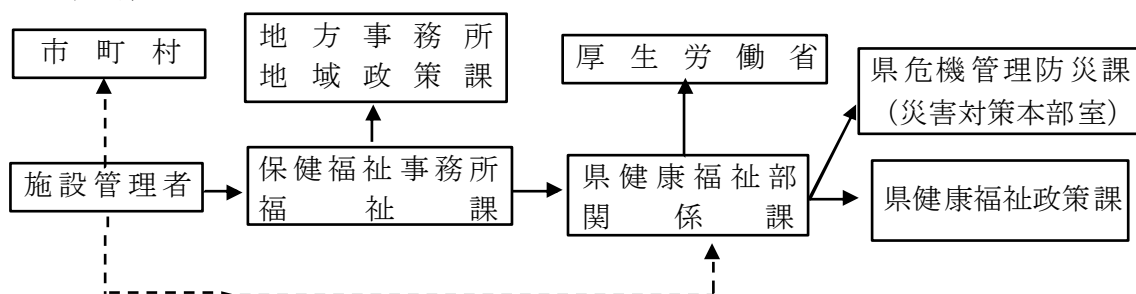 市町村
地方事務所
地域政策課
厚生労働省
県危機管理防災課
（災害対策本部室）
施設管理者
保健福祉事務所
福祉課
県健康福祉部
関係課
県健康福祉政策課